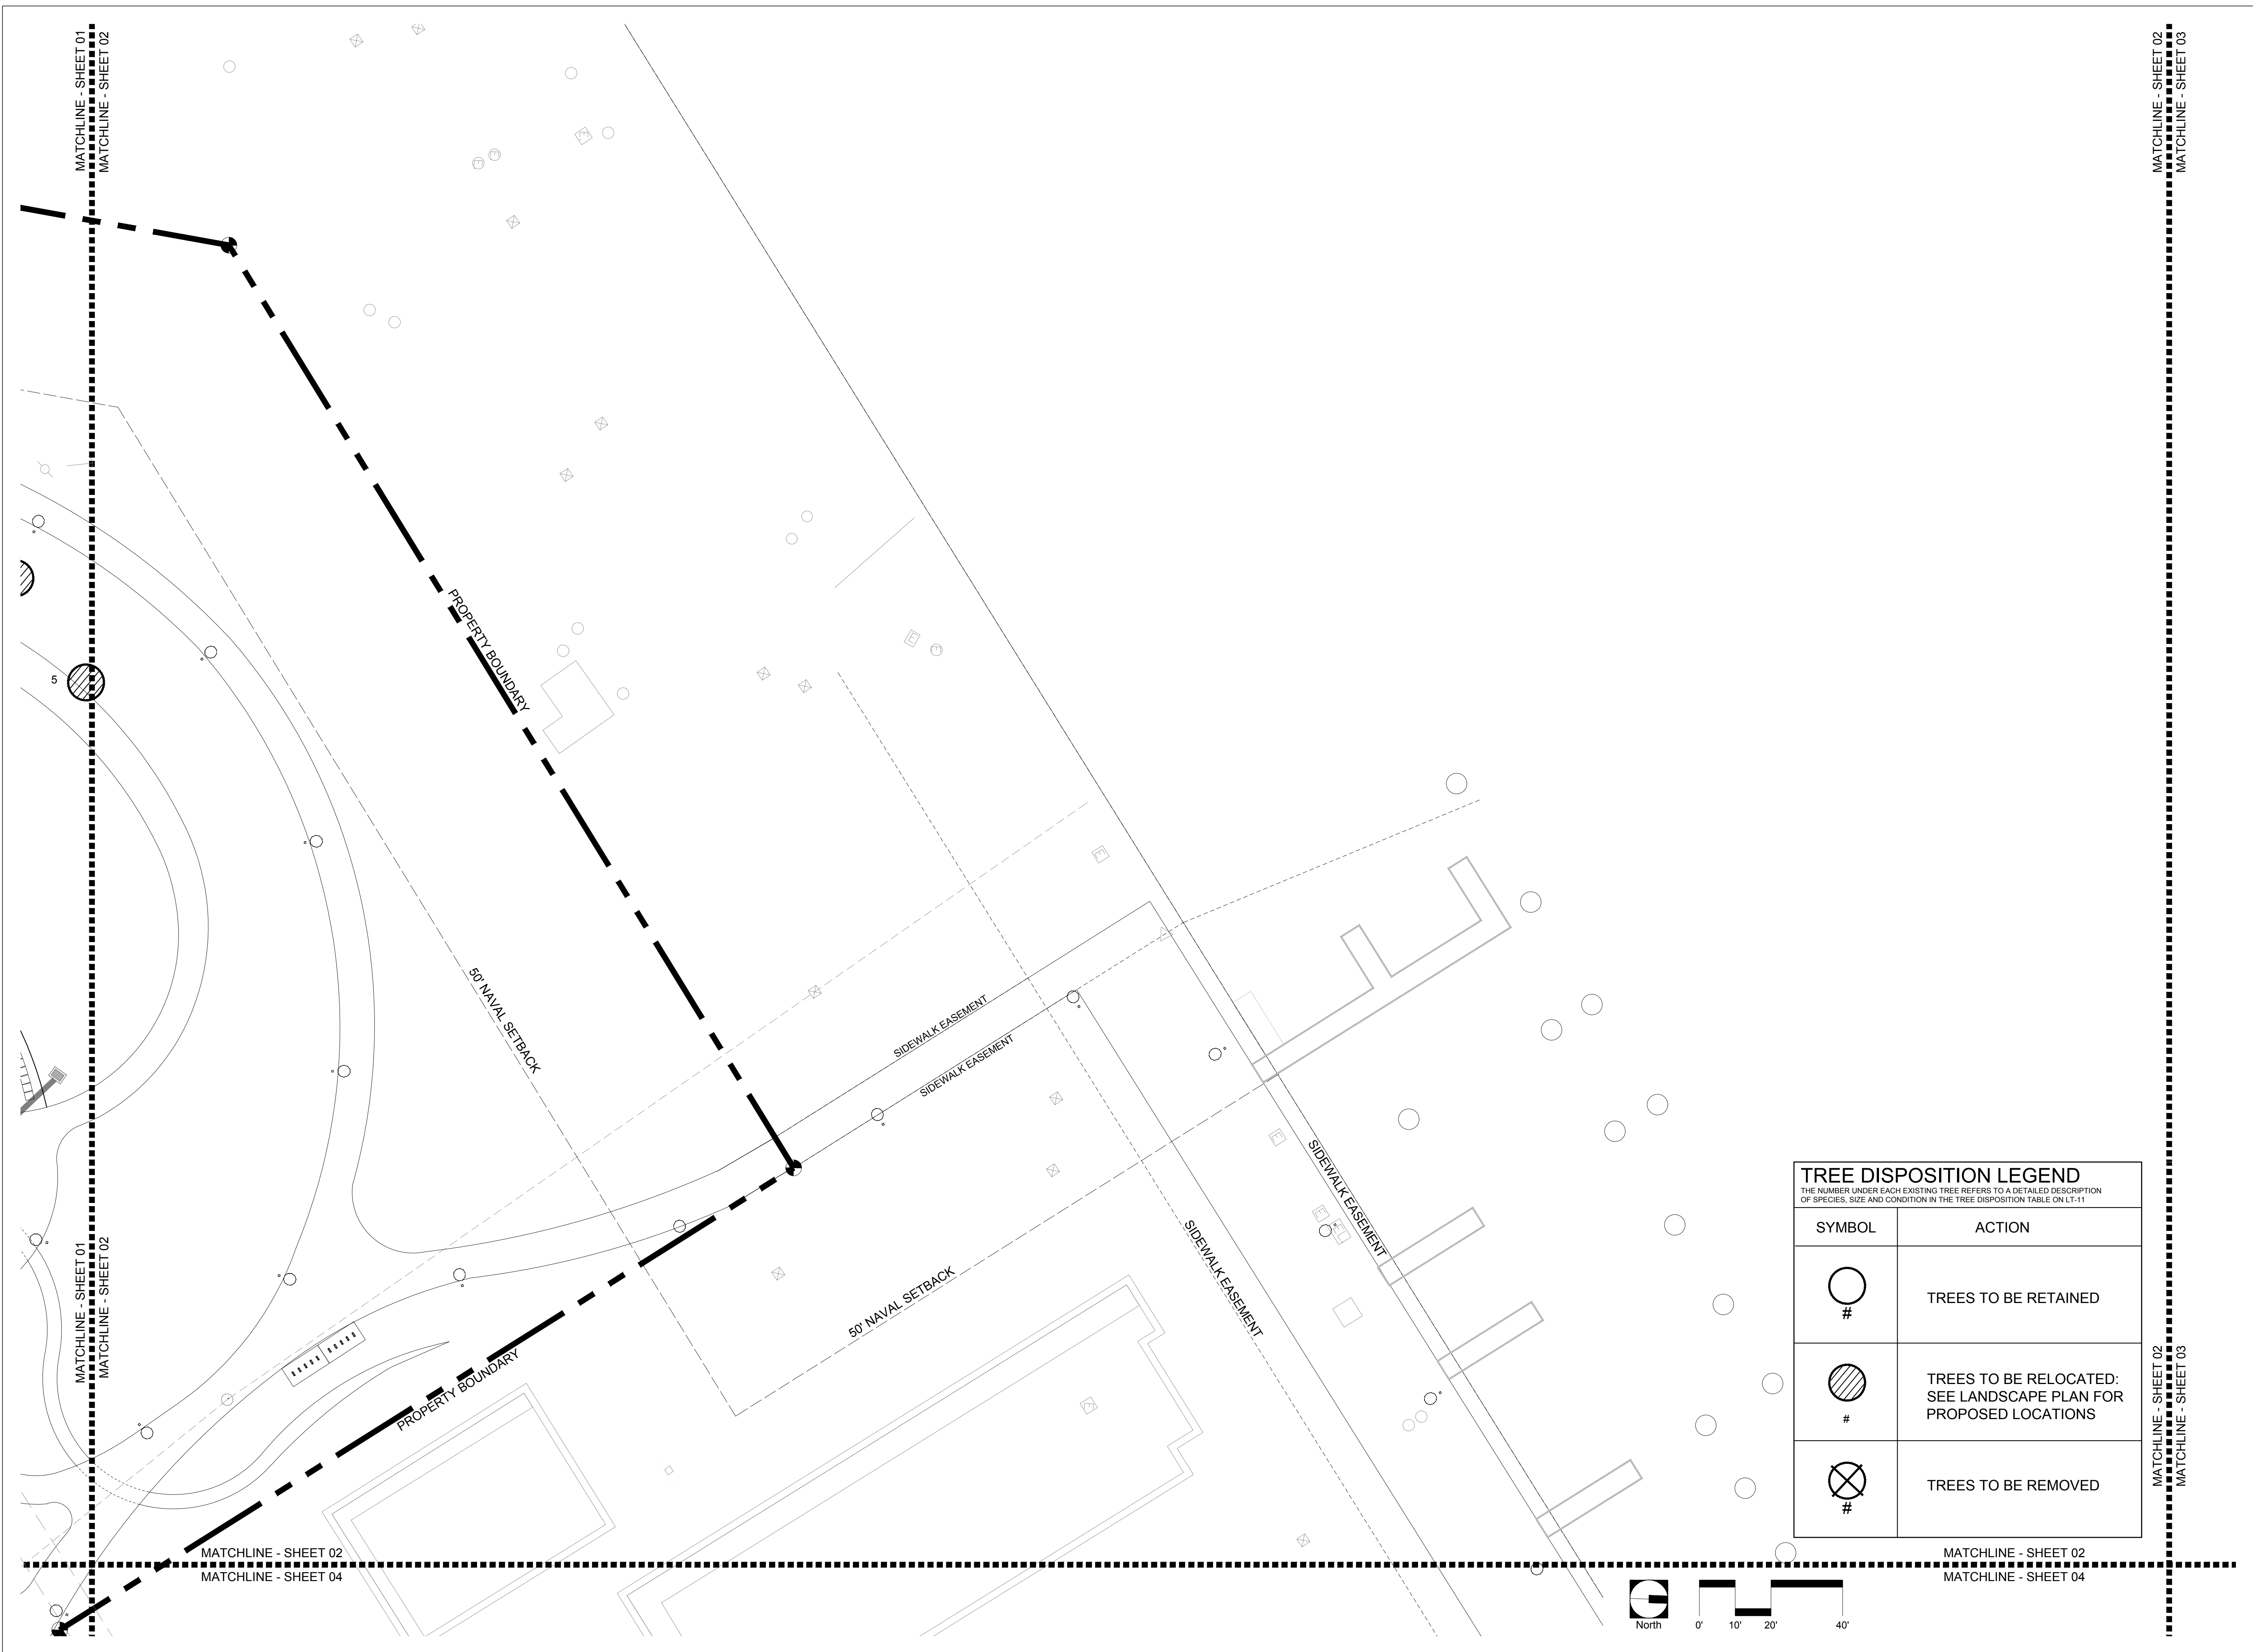 MATCHLINE - SHEET 01
MATCHLINE - SHEET 02
MATCHLINE - SHEET 02
MATCHLINE - SHEET 03
PROPERTY BOUNDARY
5
50' NAVAL SETBACK
SIDEWALK EASEMENT
SIDEWALK EASEMENT
SIDEWALK EASEMENT
SIDEWALK EASEMENT
50' NAVAL SETBACK
PROPERTY BOUNDARY
MATCHLINE - SHEET 01
MATCHLINE - SHEET 02
TREE DISPOSITION LEGEND
THE NUMBER UNDER EACH EXISTING TREE REFERS TO A DETAILED DESCRIPTION
OF SPECIES, SIZE AND CONDITION IN THE TREE DISPOSITION TABLE ON LT-11
SYMBOL
ACTION
#
TREES TO BE RETAINED
#
TREES TO BE RELOCATED:
SEE LANDSCAPE PLAN FOR
PROPOSED LOCATIONS
#
TREES TO BE REMOVED
MATCHLINE - SHEET 02
MATCHLINE - SHEET 03
MATCHLINE - SHEET 02
MATCHLINE - SHEET 04
MATCHLINE - SHEET 02
MATCHLINE - SHEET 04
North
0' 10' 20' 40'